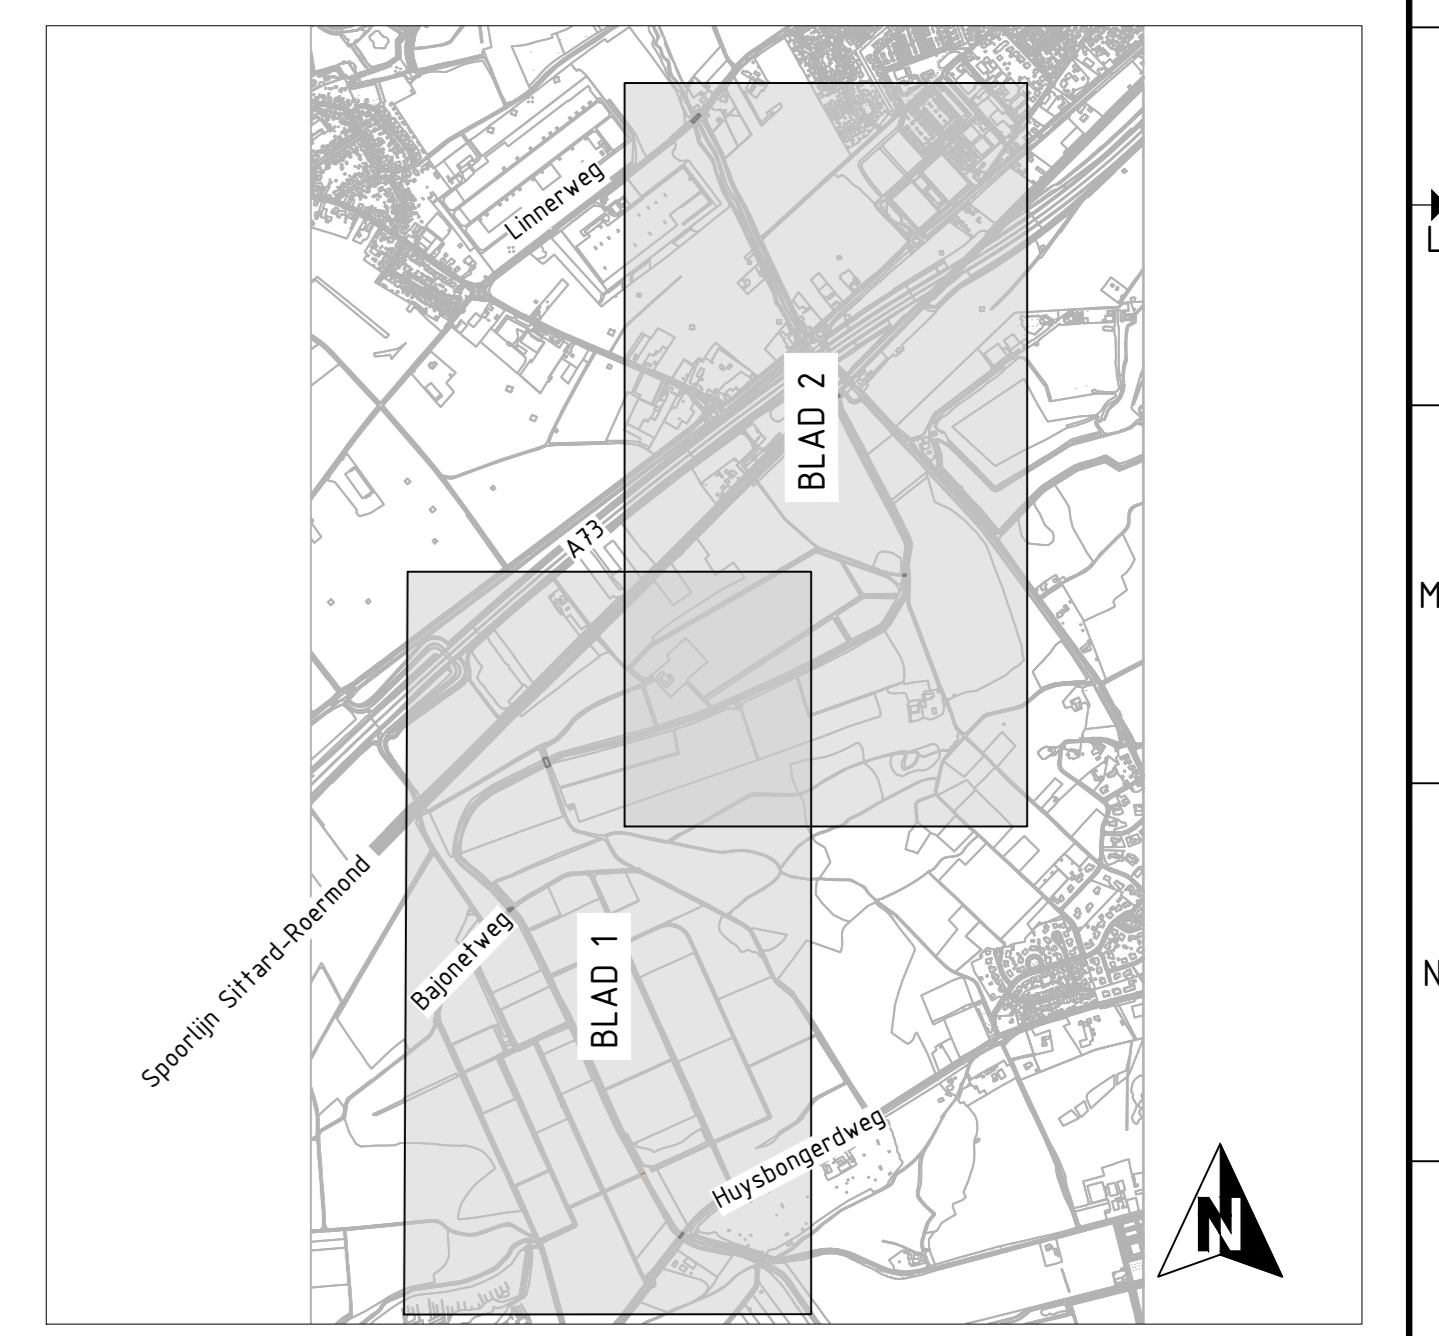 Linnerweg
L
BLAD 2
A73
M
Spoorlijn Sittard-Roermond
Bajonetweg
BLAD 1
N
Huysbongerdweg
N